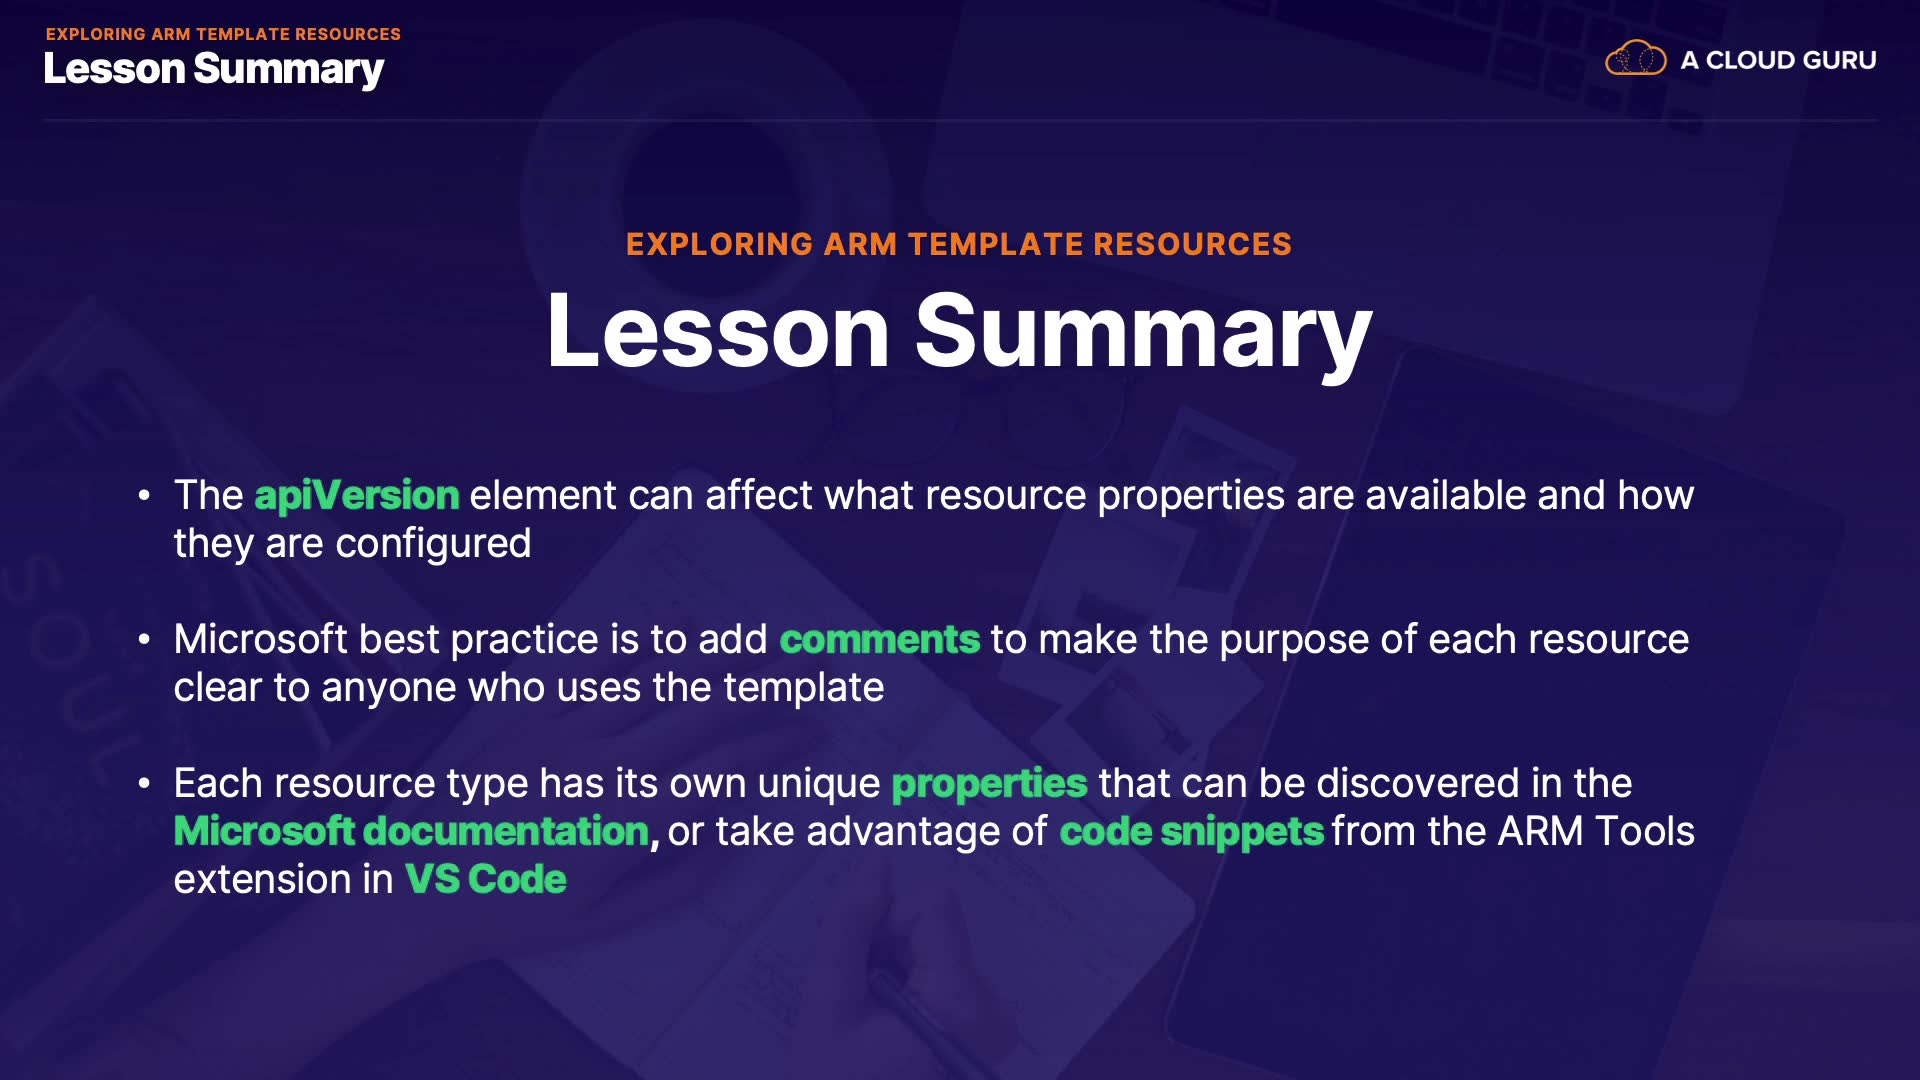 EXPLORING ARM TEMPLATE RESOURCES
Lesson Summary
A CLOUD GURU
EXPLORING ARM TEMPLATE RESOURCES
Lesson Summary
• The apiVersion element can affect what resource properties are available and how
they are configured
• Microsoft best practice is to add comments to make the purpose of each resource
clear to anyone who uses the template
• Each resource type has its own unique properties that can be discovered in the
Microsoft documentation, or take advantage of code snippets from the ARM Tools
extension in VS Code
SOUL